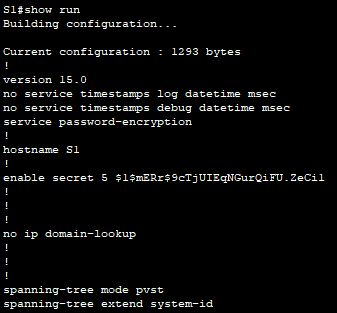 S1#show run
Building configuration...
Current configuration : 1293 bytes
!
version 15.0
no service timestamps log datetime msec
no service timestamps debug datetime msec
service password-encryption
!
hostname S1
!
enable secret 5 $1$mERr$9cTjUIEqNGurQiFU.ZeCi1
!
!
!
no ip domain-lookup
!
!
!
spanning-tree mode pvst
spanning-tree extend system-id